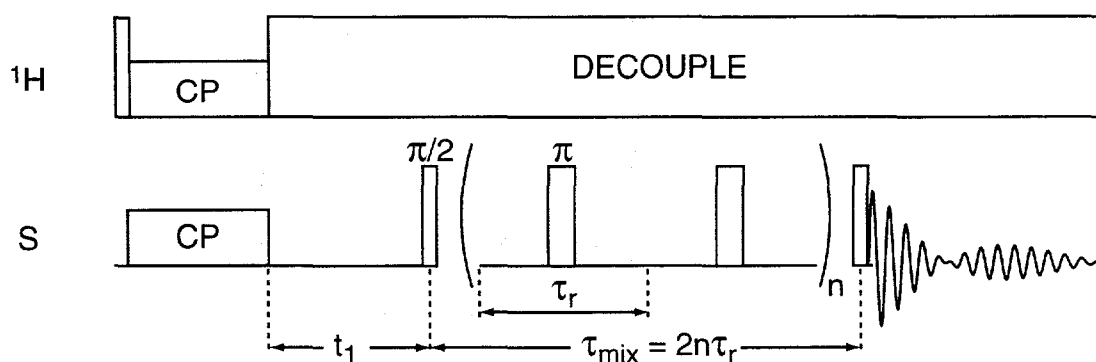 ¹H
CP
DECOUPLE
π/2
π
S
CP
n
τr
t1
τmix = 2nτr